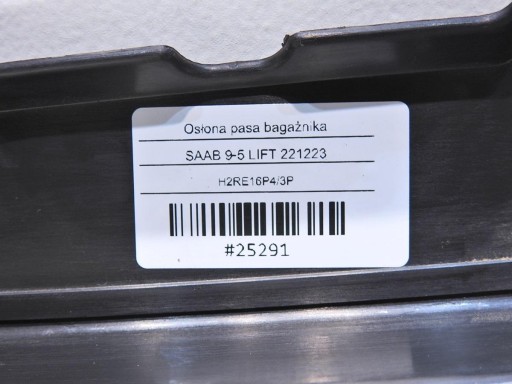 Osłona pasa bagażnika
SAAB 9-5 LIFT 221223
H2RE16P4/3P
#25291